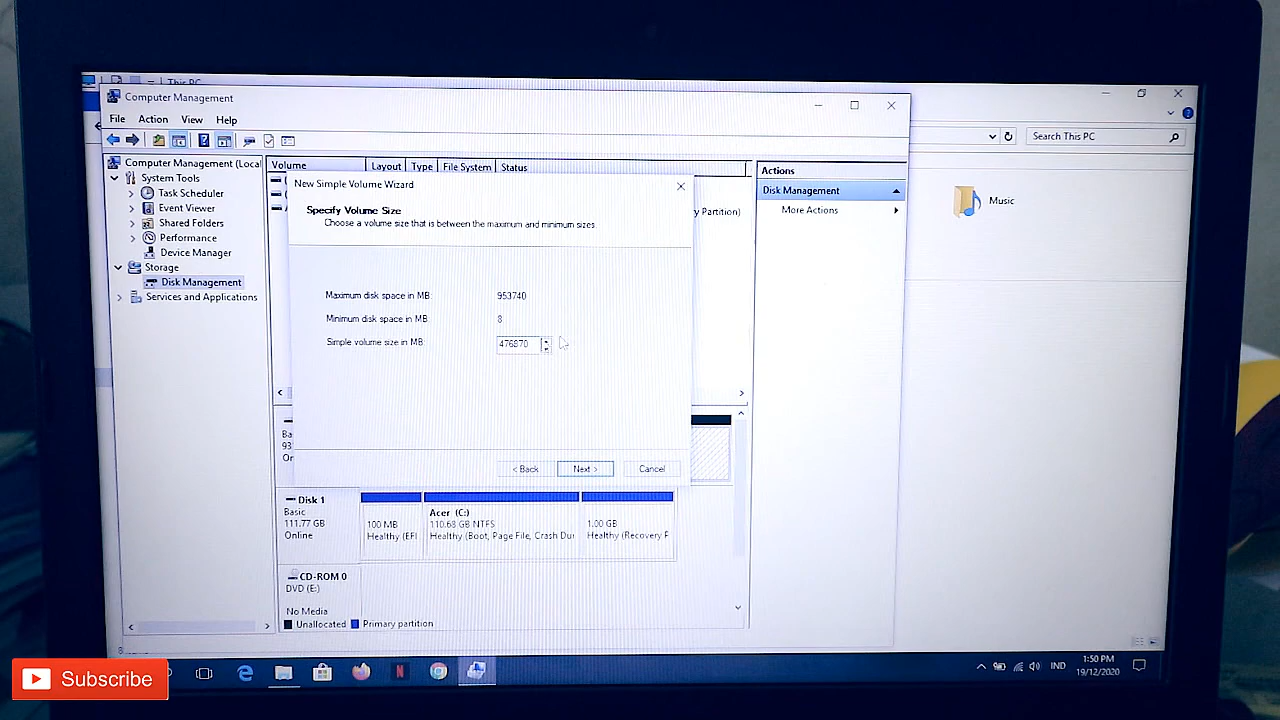 This PC
Computer Management
File Action View Help
Search This PC
Computer Management (Local
System Tools
Task Scheduler
Event Viewer
Shared Folders
Performance
Device Manager
Storage
Disk Management
Services and Applications
Volume Layout Type File System Status
y Partition)
Actions
Disk Management
More Actions
Music
New Simple Volume Wizard
Specify Volume Size
Choose a volume size that is between the maximum and minimum sizes.
Maximum disk space in MB: 953740
Minimum disk space in MB: 8
Simple volume size in MB: 476870
< Back Next > Cancel
Ba
93
On
Disk 1
Basic
111.77 GB
Online
100 MB
Healthy (EFI
Acer (C:)
110.68 GB NTFS
Healthy (Boot, Page File, Crash Du
1.00 GB
Healthy (Recovery P
CD-ROM 0
DVD (E:)
No Media
Unallocated Primary partition
IND
1:50 PM
19/12/2020
Subscribe